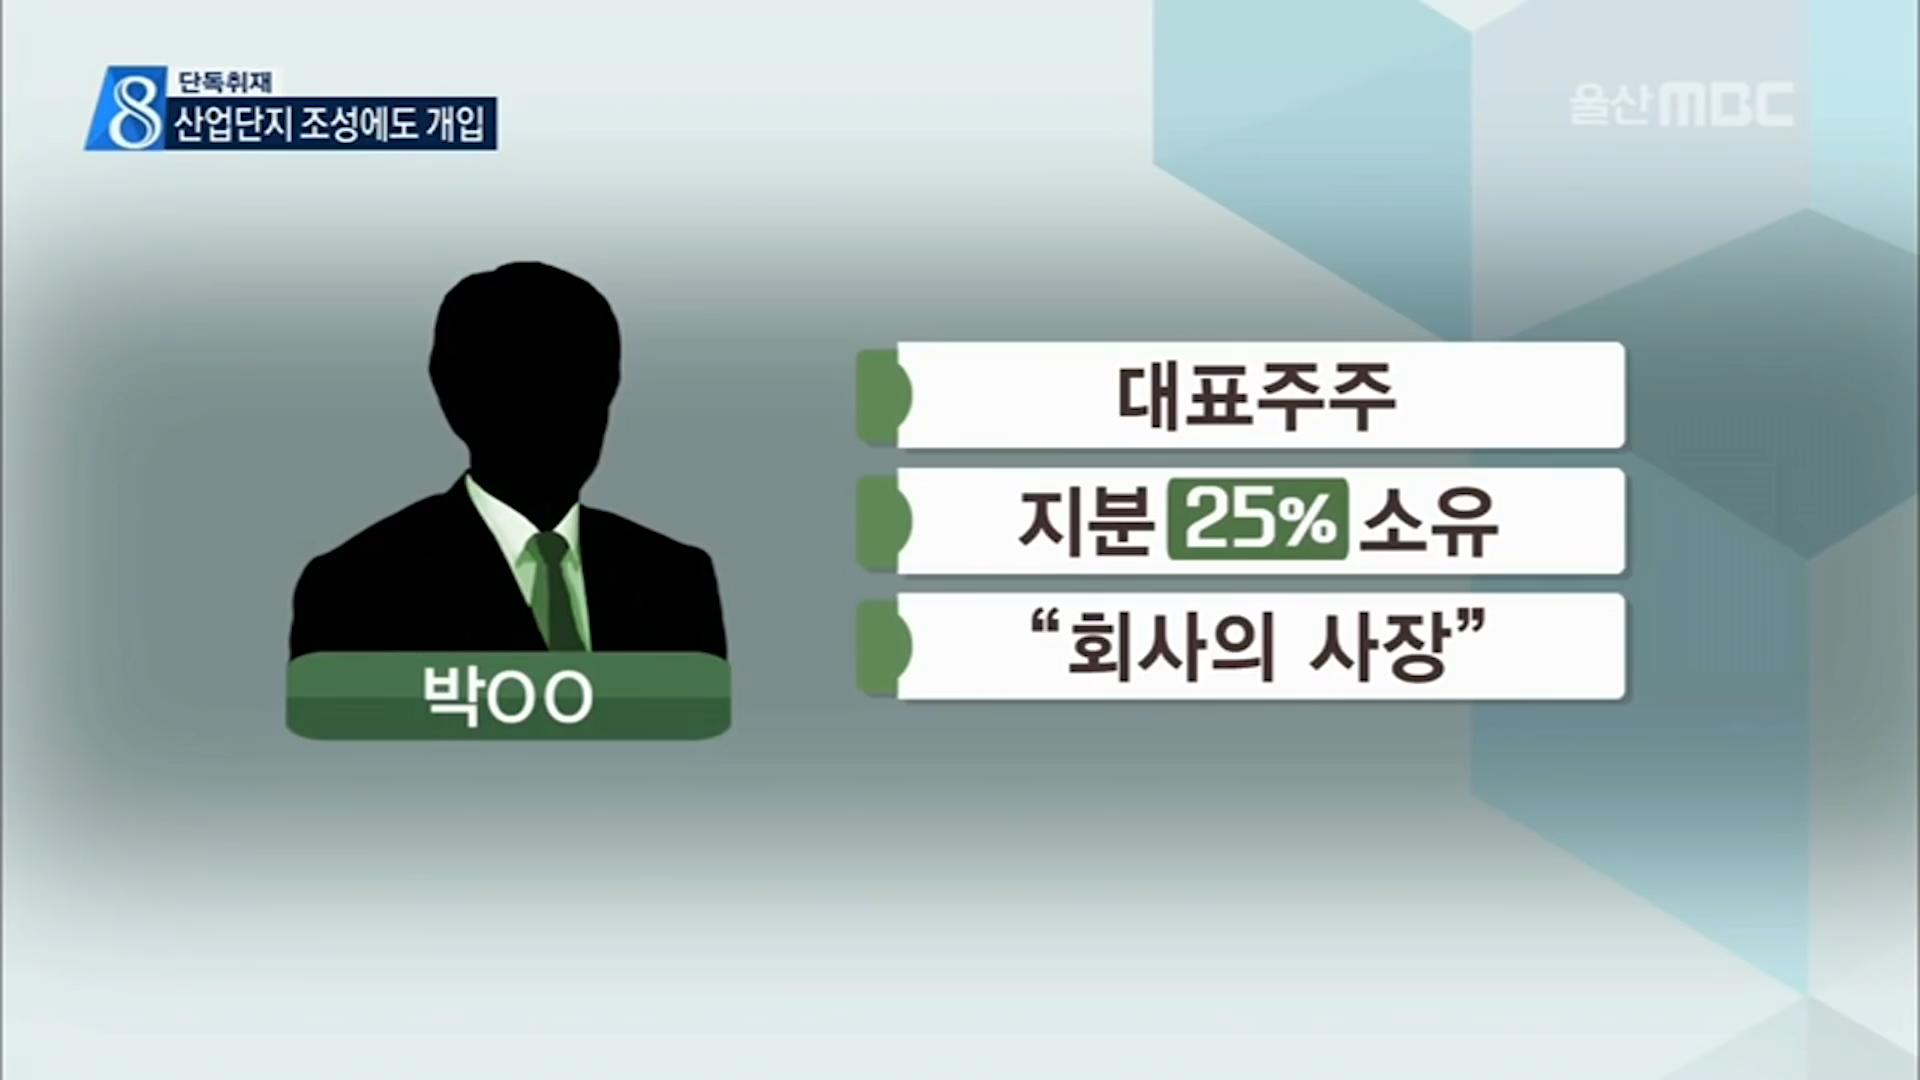 8 단독취재
산업단지 조성에도 개입
울산MBC
대표주주
지분 25% 소유
“회사의 사장”
박OO